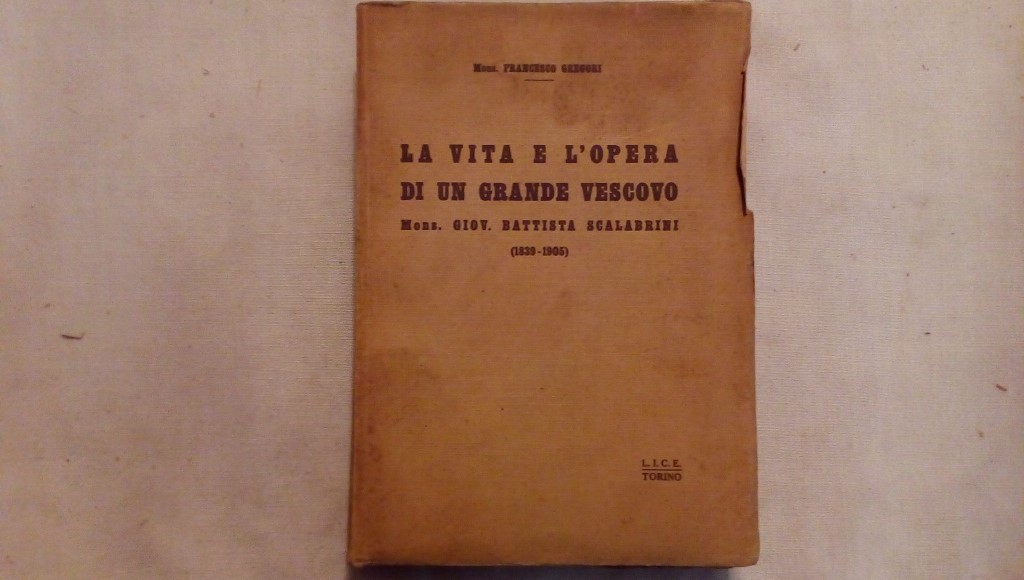 Mons. FRANCESCO GREGORI
LA VITA E L'OPERA
DI UN GRANDE VESCOVO
Mons. GIOV. BATTISTA SCALABRINI
(1839-1905)
L. I. C. E.
TORINO